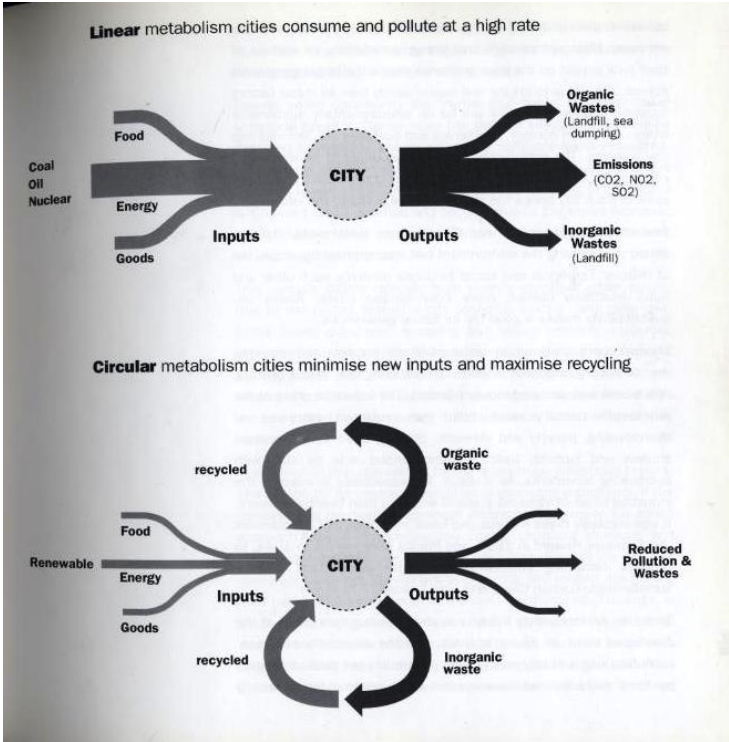 Linear metabolism cities consume and pollute at a high rate
Organic
Wastes
(Landfill, sea
dumping)
Food
Coal
Oil
Nuclear
CITY
Emissions
(CO2, NO2,
SO2)
Energy
Inputs
Outputs
Inorganic
Wastes
(Landfill)
Goods
Circular metabolism cities minimise new inputs and maximise recycling
recycled
Organic
waste
Food
Renewable
CITY
Reduced
Pollution &
Wastes
Energy
Inputs
Outputs
Goods
recycled
Inorganic
waste